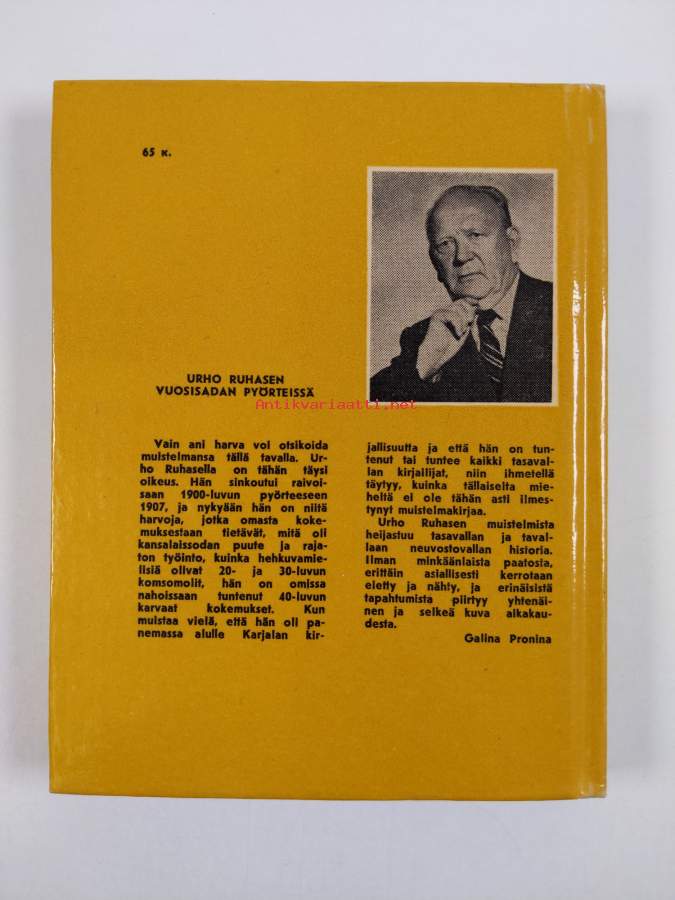 65 к.
URHO RUHASEN
VUOSISADAN PYÖRTEISSÄ
Antikvariaatti.net
Vain ani harva voi otsikoida
muistelmansa tällä tavalla. Ur-
ho Ruhasella on tähän täysi
oikeus. Hän sinkoutui raivoi-
saan 1900-luvun pyörteeseen
1907, ja nykyään hän on niitä
harvoja, jotka omasta koke-
muksestaan tietävät, mitä oli
kansalaissodan puute ja raja-
ton työinto, kuinka hehkuvamie-
lisiä olivat 20- ja 30-luvun
komsomolit, hän on omissa
nahoissaan tuntenut 40-luvun
karvaat kokemukset. Kun
muistaa vielä, että hän oli pa-
nemassa alulle Karjalan kir-
jallisuutta ja että hän on tun-
tenut tai tuntee kaikki tasaval-
lan kirjailijat, niin ihmetellä
täytyy, kuinka tällaiselta mie-
heltä ei ole tähän asti ilmes-
tynyt muistelmakirjaa.
Urho Ruhasen muistelmista
heijastuu tasavallan ja taval-
laan neuvostovallan historia.
Ilman minkäänlaista paatosta,
erittäin asiallisesti kerrotaan
eletty ja nähty, ja erinäisistä
tapahtumista piirtyy yhtenäi-
nen ja selkeä kuva aikakau-
desta.
Galina Pronina